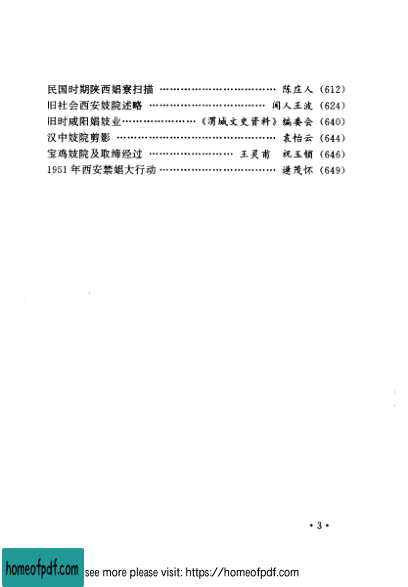 民国时期陕西娼寮扫描 …………………………… 陈庄人（612）
旧社会西安妓院述略 …………………………… 闻人王波（624）
旧时咸阳娼妓业…………………《渭城文史资料》编委会（640）
汉中妓院剪影 …………………………………… 袁怡云（644）
宝鸡妓院及取缔经过 …………………… 王灵甫 祝玉镇（646）
1951年西安禁娼大行动…………………………… 逯茂怀（649）
·3·
homeofpdf.com see more please visit: https://homeofpdf.com